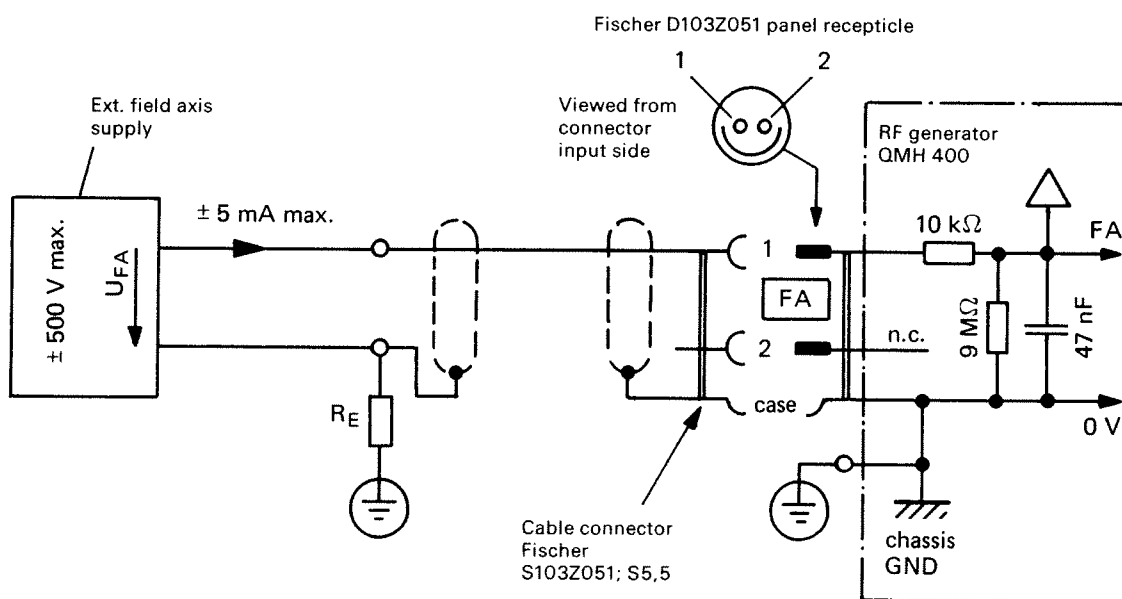 Fischer D103Z051 panel recepticle
1 2
Ext. field axis
supply
Viewed from
connector
input side
RF generator
QMH 400
± 500 V max.
UFA
± 5 mA max.
1
10 kΩ
FA
FA
9 MΩ
47 nF
2
n.c.
RE
case
0 V
Cable connector
Fischer
S103Z051; S5,5
chassis
GND